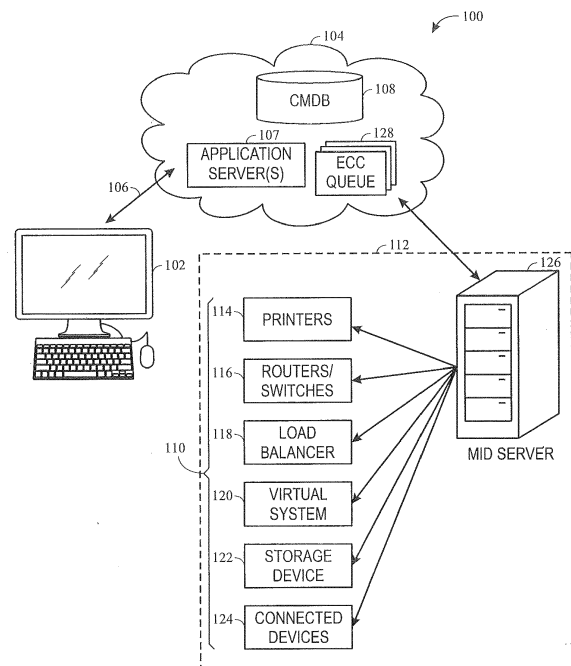 100
104
CMDB
108
107
128
APPLICATION
SERVER(S)
ECC
QUEUE
106
112
126
102
114
PRINTERS
116
ROUTERS/
SWITCHES
118
LOAD
BALANCER
MID SERVER
110
120
VIRTUAL
SYSTEM
122
STORAGE
DEVICE
124
CONNECTED
DEVICES